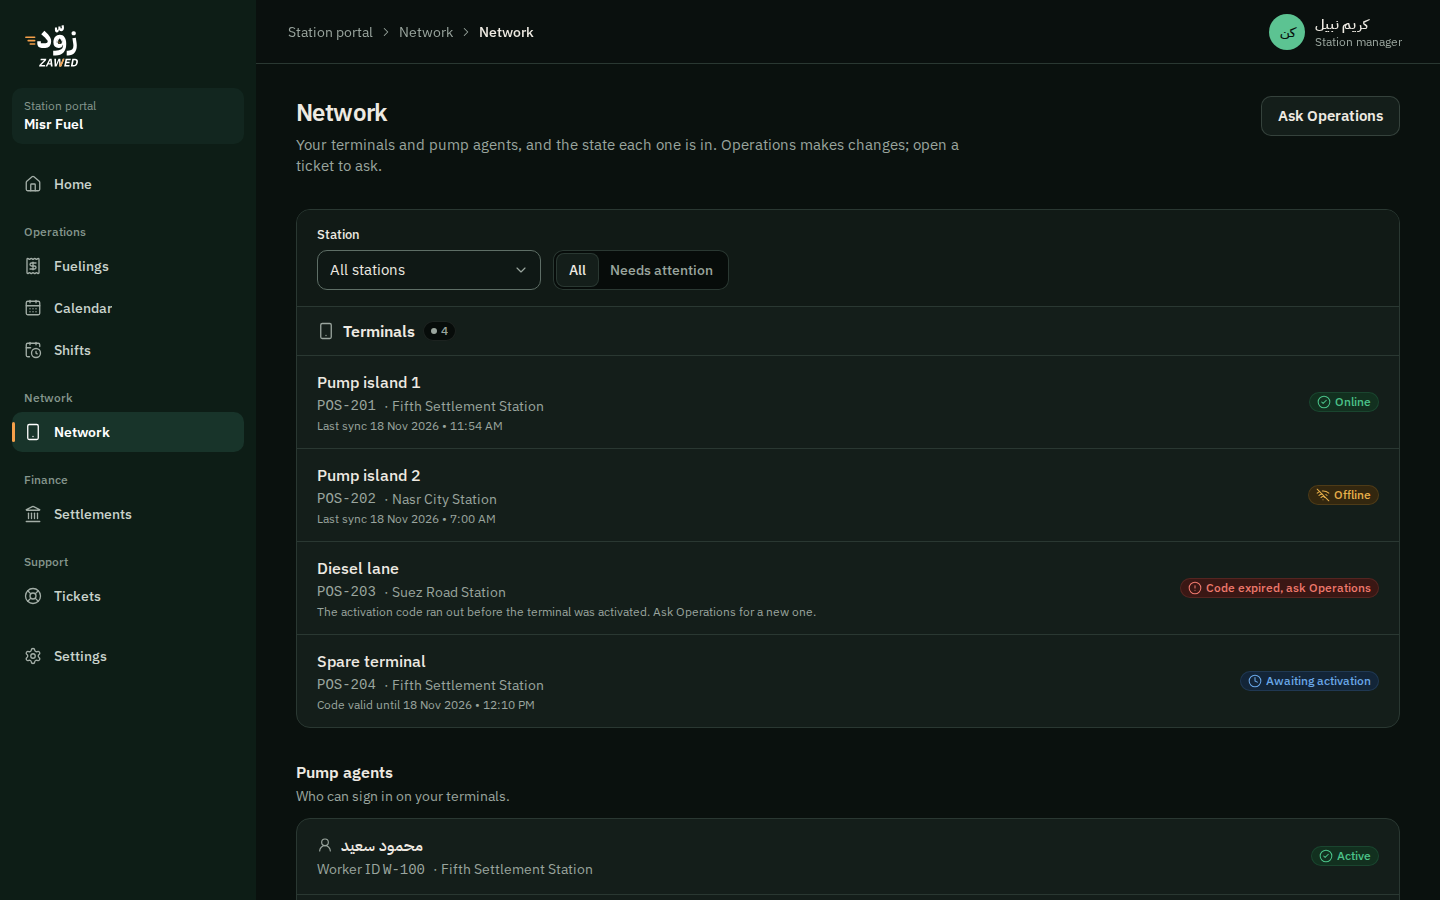 زوّد
ZAWED
Station portal
Misr Fuel
Home
Operations
Fuelings
Calendar
Shifts
Network
Network
Finance
Settlements
Support
Tickets
Settings
Station portal > Network > Network
كن
كريم نبيل
Station manager
Network
Your terminals and pump agents, and the state each one is in. Operations makes changes; open a
ticket to ask.
Ask Operations
Station
All stations
All
Needs attention
Terminals
4
Pump island 1
POS-201 · Fifth Settlement Station
Last sync 18 Nov 2026 • 11:54 AM
Online
Pump island 2
POS-202 · Nasr City Station
Last sync 18 Nov 2026 • 7:00 AM
Offline
Diesel lane
POS-203 · Suez Road Station
The activation code ran out before the terminal was activated. Ask Operations for a new one.
Code expired, ask Operations
Spare terminal
POS-204 · Fifth Settlement Station
Code valid until 18 Nov 2026 • 12:10 PM
Awaiting activation
Pump agents
Who can sign in on your terminals.
محمود سعيد
Worker ID W-100 · Fifth Settlement Station
Active